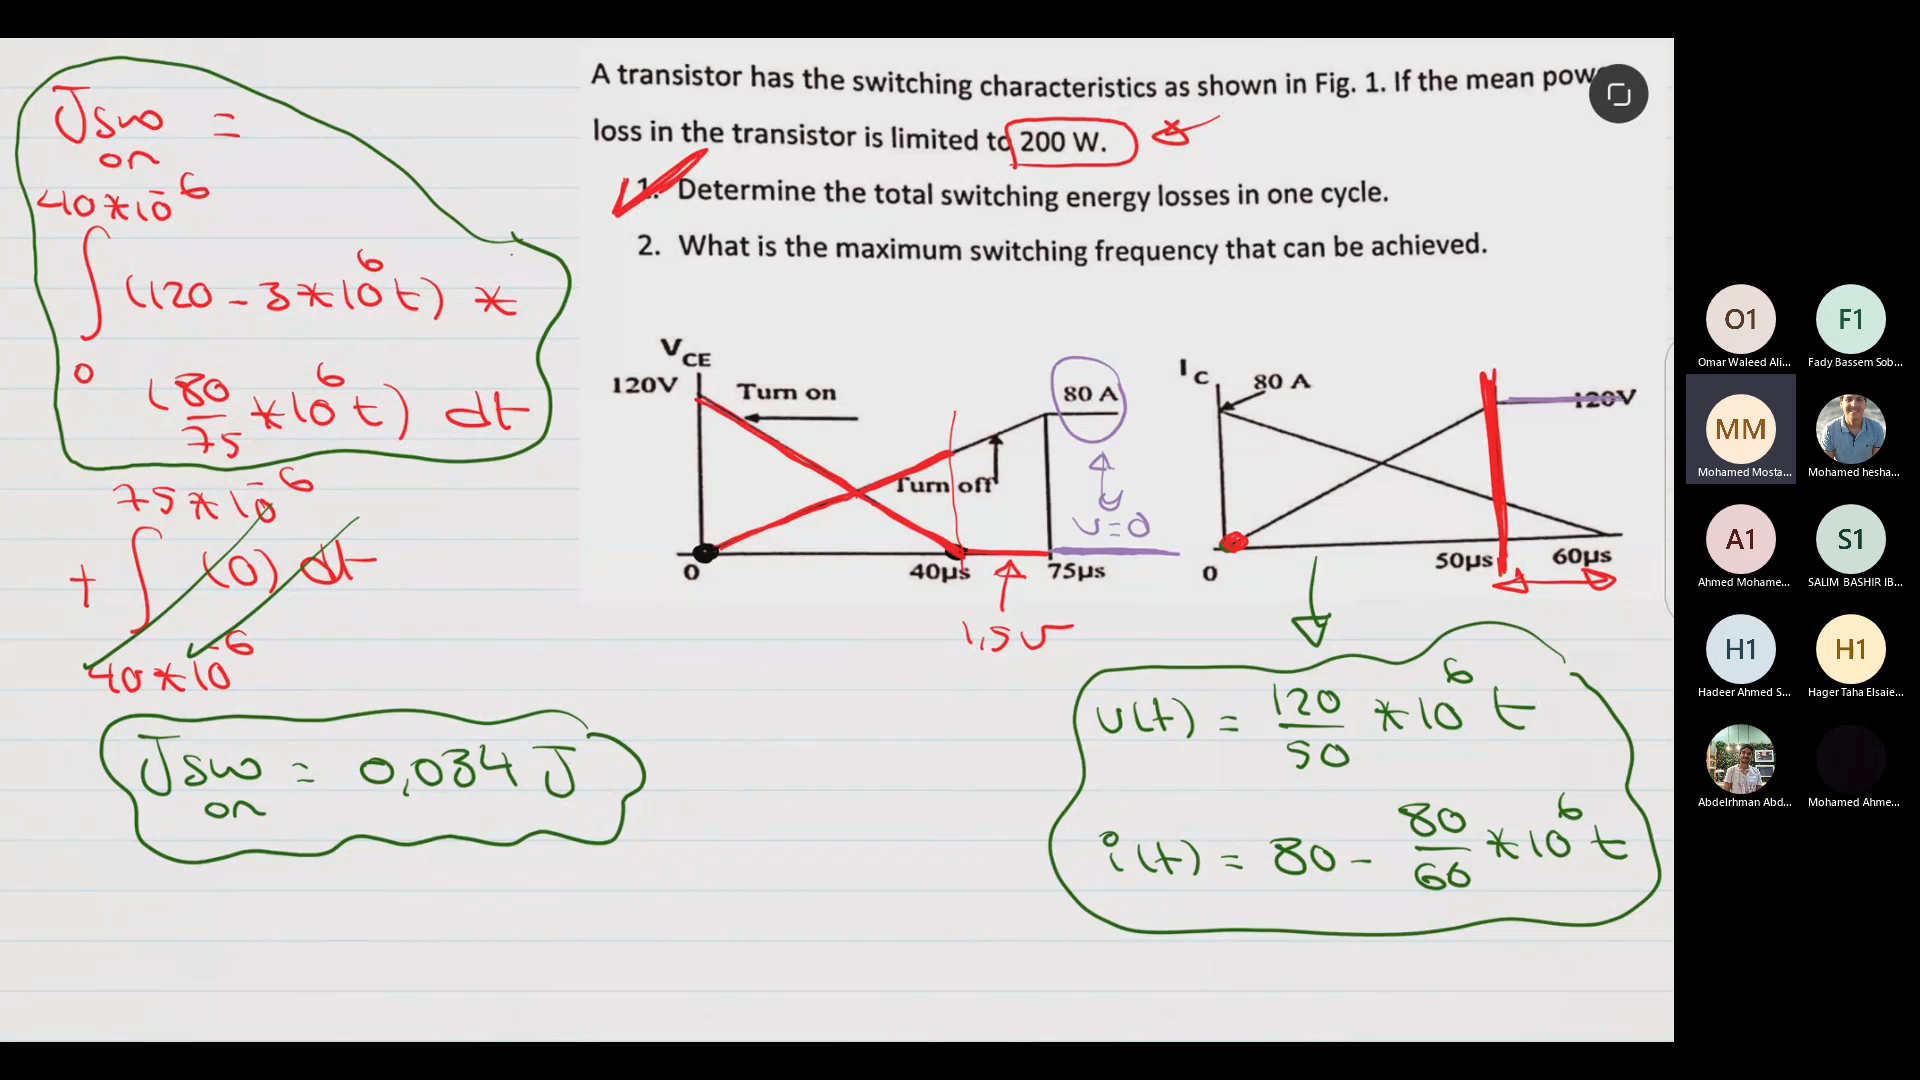 A transistor has the switching characteristics as shown in Fig. 1. If the mean pow
loss in the transistor is limited to 200 W.
1. Determine the total switching energy losses in one cycle.
2. What is the maximum switching frequency that can be achieved.
Jsw =
on
40*10^-6
∫ (120 - 3*10^6 t) *
0
(80/75 *10^6 t) dt
75*10^-6
+ ∫ (0) dt
40*10^-6
Jsw = 0,034 J
on
V CE
120V
Turn on
80 A
Turn off
v=0
0
40μs
75μs
1,5 v
I C
80 A
120V
0
50μs
60μs
v(t) = 120/50 *10^6 t
i(t) = 80 - 80/60 *10^6 t
O1
F1
Omar Waleed Ali...
Fady Bassem Sob...
MM
Mohamed Mosta...
Mohamed hesha...
A1
S1
Ahmed Mohame...
SALIM BASHIR IB...
H1
H1
Hadeer Ahmed S...
Hager Taha Elsaie...
Abdelrhman Abd...
Mohamed Ahme...